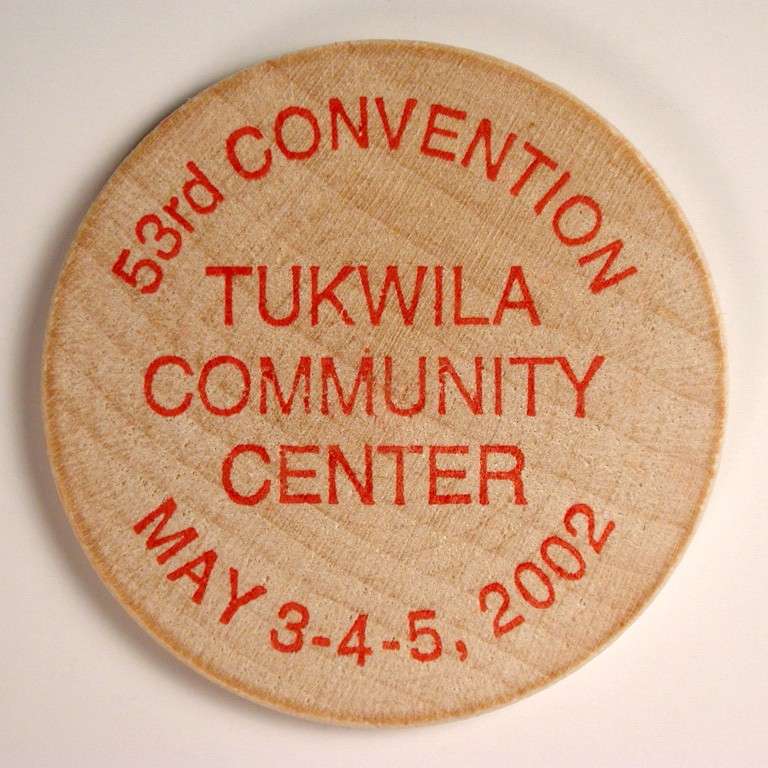 53rd CONVENTION
TUKWILA
COMMUNITY
CENTER
MAY 3-4-5, 2002